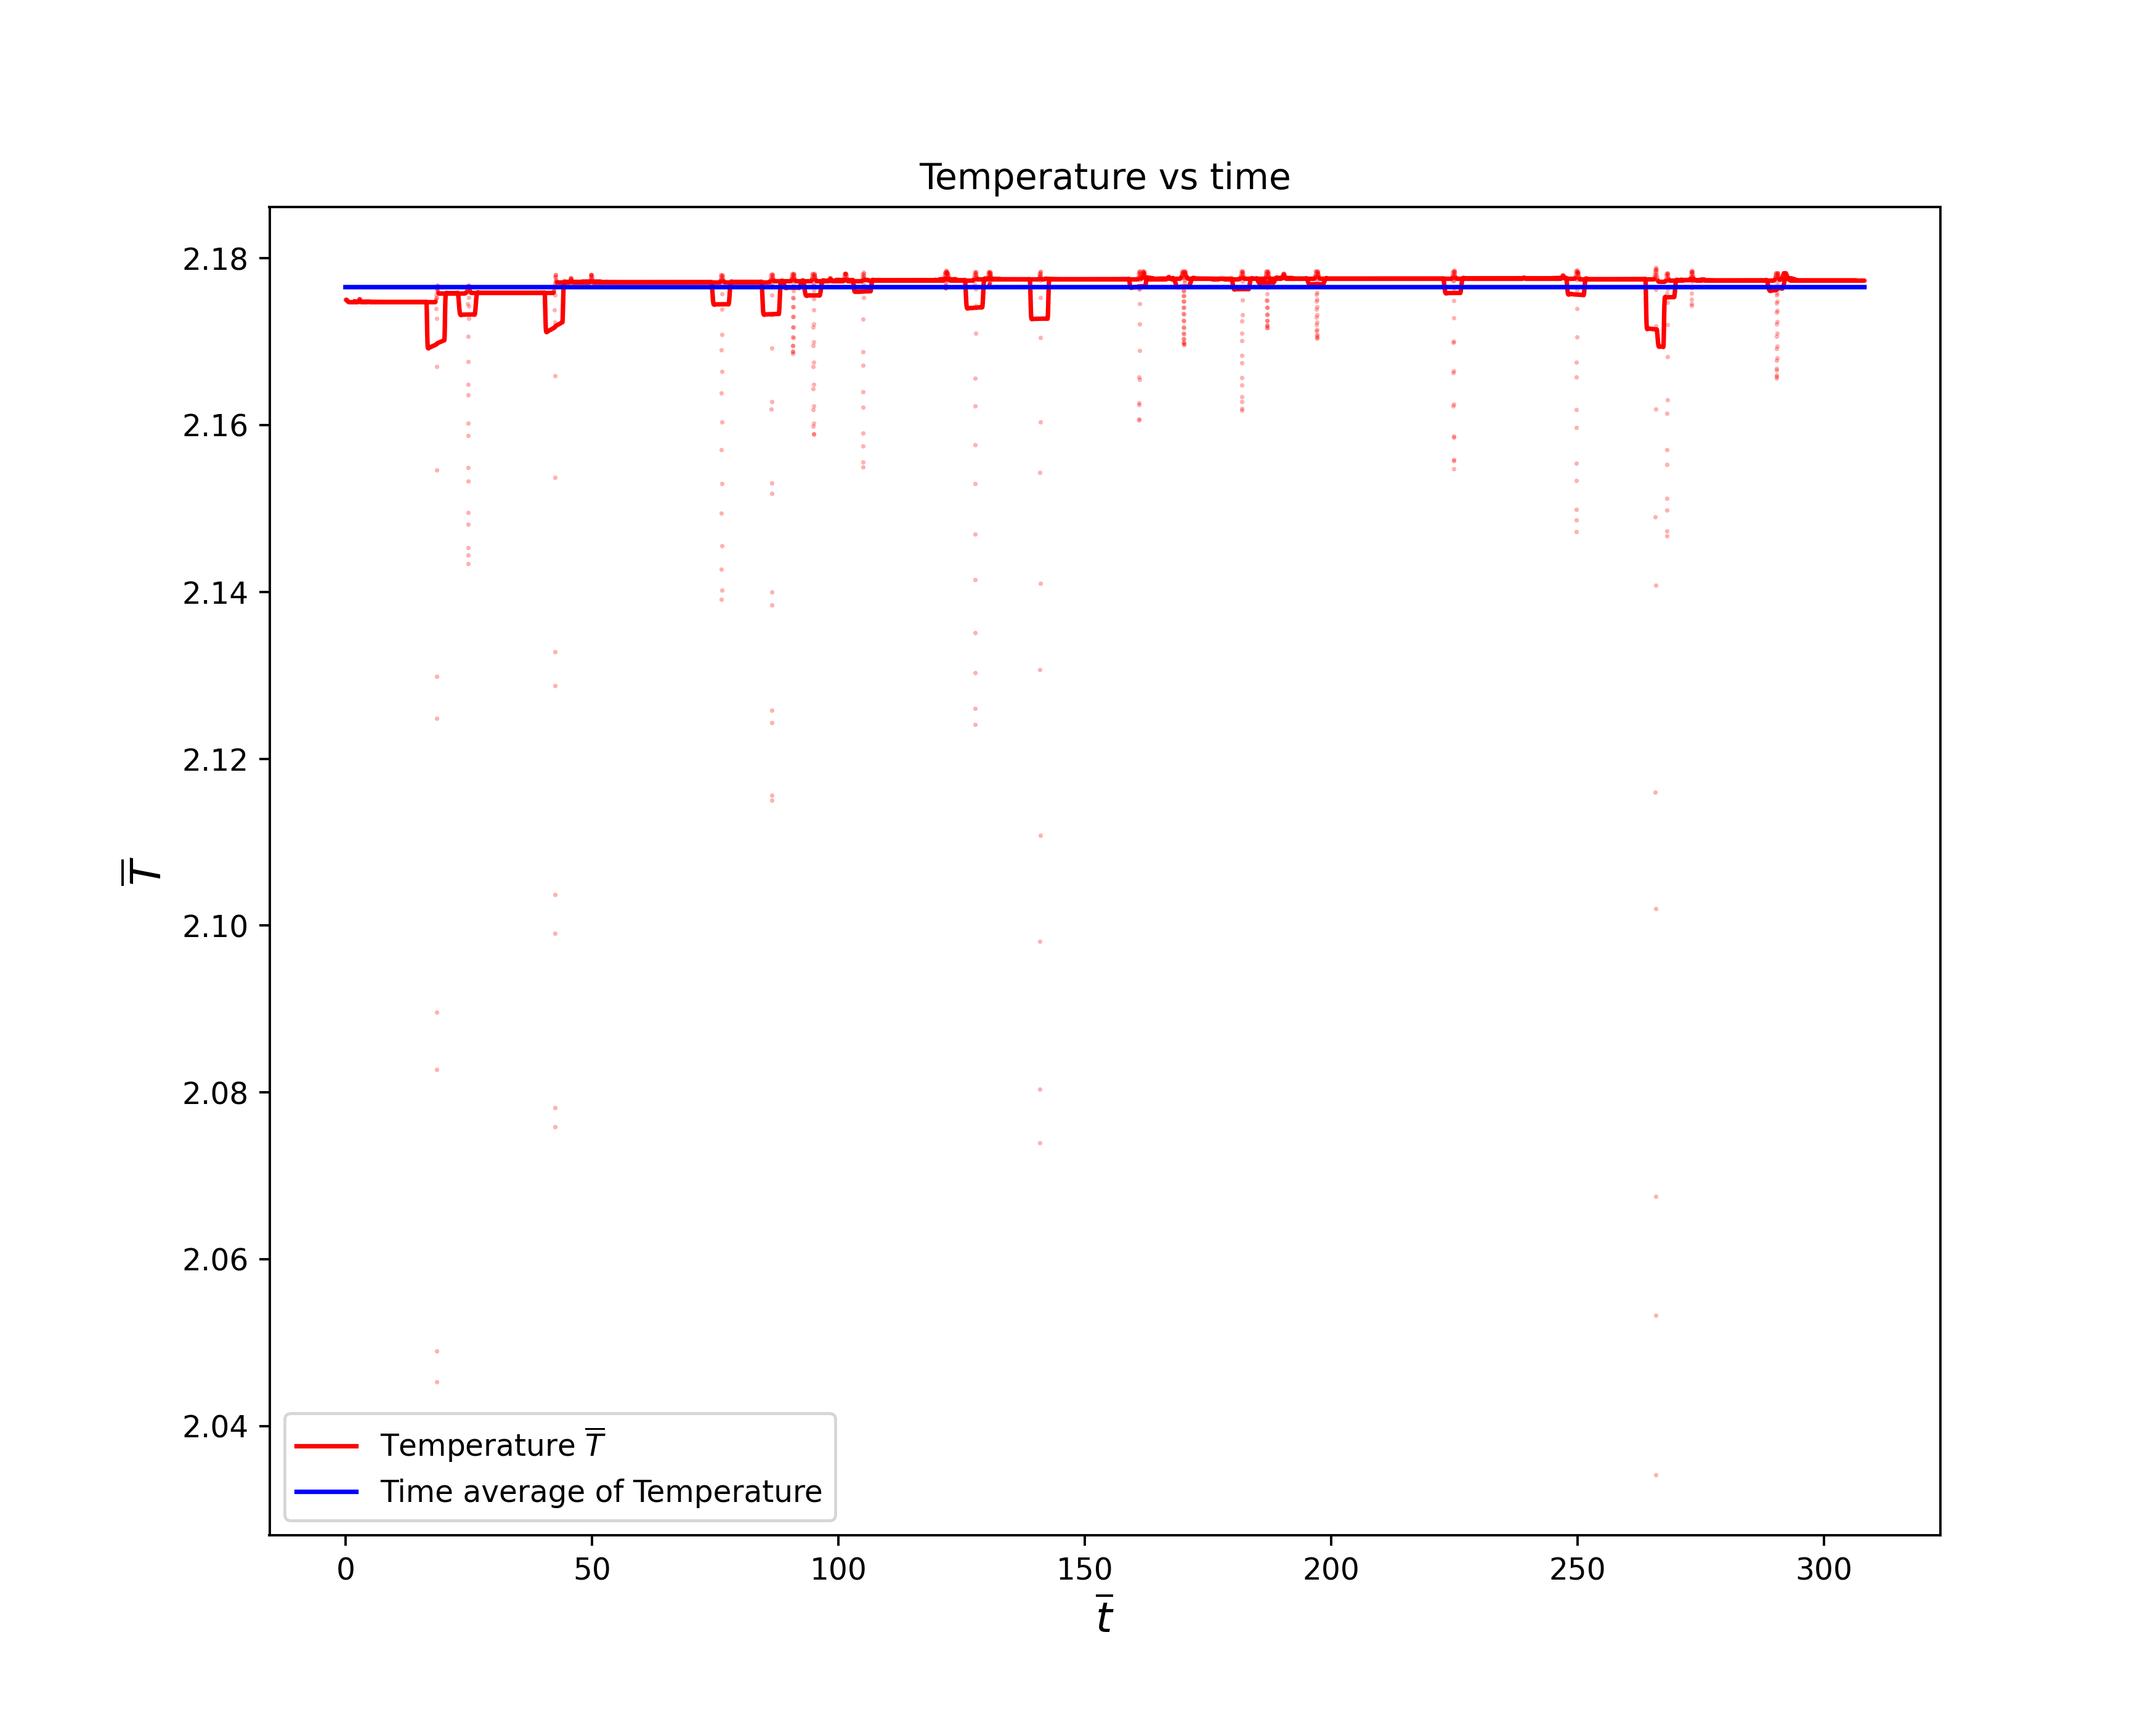 Temperature vs time
2.18
2.16
2.14
2.12
2.10
2.08
2.06
2.04
T̅
Temperature T̅
Time average of Temperature
0 50 100 150 200 250 300
t̅